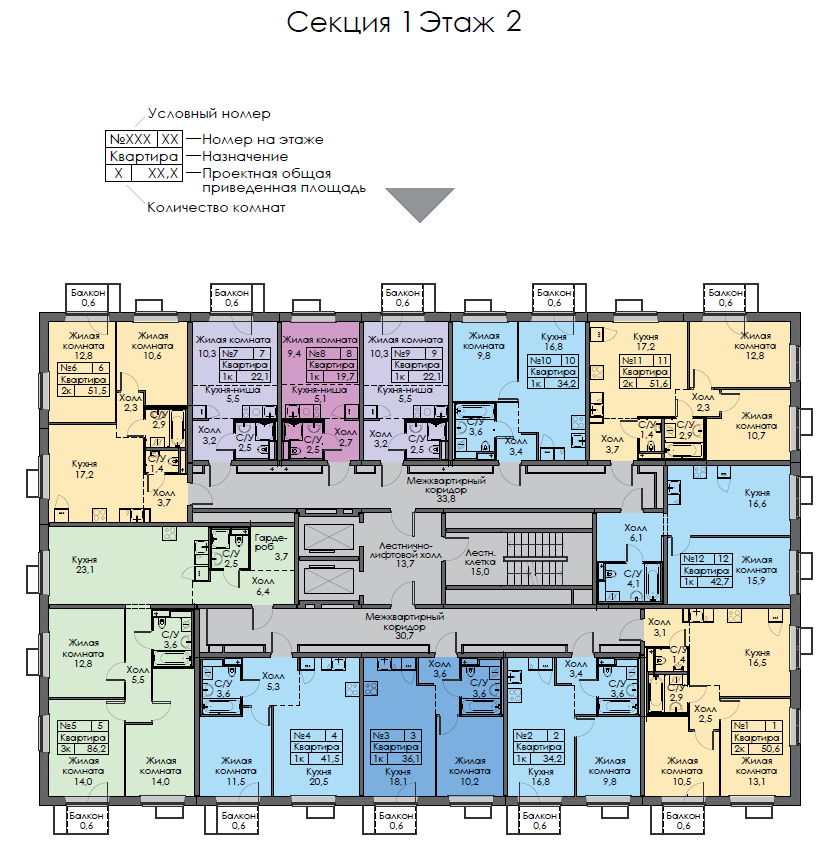 Секция 1 Этаж 2
Условный номер
№XXX XX
Номер на этаже
Квартира
Назначение
X XX,X
Проектная общая
приведенная площадь
Количество комнат
Балкон
0,6
Балкон
0,6
Балкон
0,6
Балкон
0,6
Балкон
0,6
Жилая
комната
12,8
№6 6
Квартира
2к 51,5
Жилая
комната
10,6
Холл
2,3
С/У
2,9
Кухня
17,2
С/У
1,4
Холл
3,7
Жилая комната
10,3
№7 7
Квартира
1к 22,1
Кухня-ниша
5,5
Холл
3,2
С/У
2,5
Жилая комната
9,4
№8 8
Квартира
1к 19,7
Кухня-ниша
5,1
С/У
2,5
Холл
2,7
Жилая комната
10,3
№9 9
Квартира
1к 22,1
Кухня-ниша
5,5
Холл
3,2
С/У
2,5
Жилая
комната
9,8
Кухня
16,8
№10 10
Квартира
1к 34,2
С/У
3,6
Холл
3,4
Кухня
17,2
№11 11
Квартира
2к 51,6
Жилая
комната
12,8
Холл
2,3
Жилая
комната
10,7
С/У
1,4
С/У
2,9
Холл
3,7
Межквартирный
коридор
33,8
Кухня
16,6
Холл
6,1
№12 12
Квартира
1к 42,7
Жилая
комната
15,9
С/У
4,1
Кухня
23,1
Гарде-
роб
3,7
С/У
2,5
Холл
6,4
Лестнично-
лифтовой холл
13,7
Лестн.
клетка
15,0
Межквартирный
коридор
30,7
Жилая
комната
12,8
С/У
3,6
Холл
5,5
№5 5
Квартира
3к 86,2
Жилая
комната
14,0
Жилая
комната
14,0
С/У
3,6
Холл
5,3
№4 4
Квартира
1к 41,5
Жилая
комната
11,5
Кухня
20,5
Холл
3,6
С/У
3,6
№3 3
Квартира
1к 36,1
Кухня
18,1
Жилая
комната
10,2
Холл
3,4
С/У
3,6
№2 2
Квартира
1к 34,2
Кухня
16,8
Жилая
комната
9,8
Холл
3,1
С/У
1,4
Кухня
16,5
С/У
2,9
Холл
2,5
№1 1
Квартира
2к 50,6
Жилая
комната
10,5
Жилая
комната
13,1
Балкон
0,6
Балкон
0,6
Балкон
0,6
Балкон
0,6
Балкон
0,6